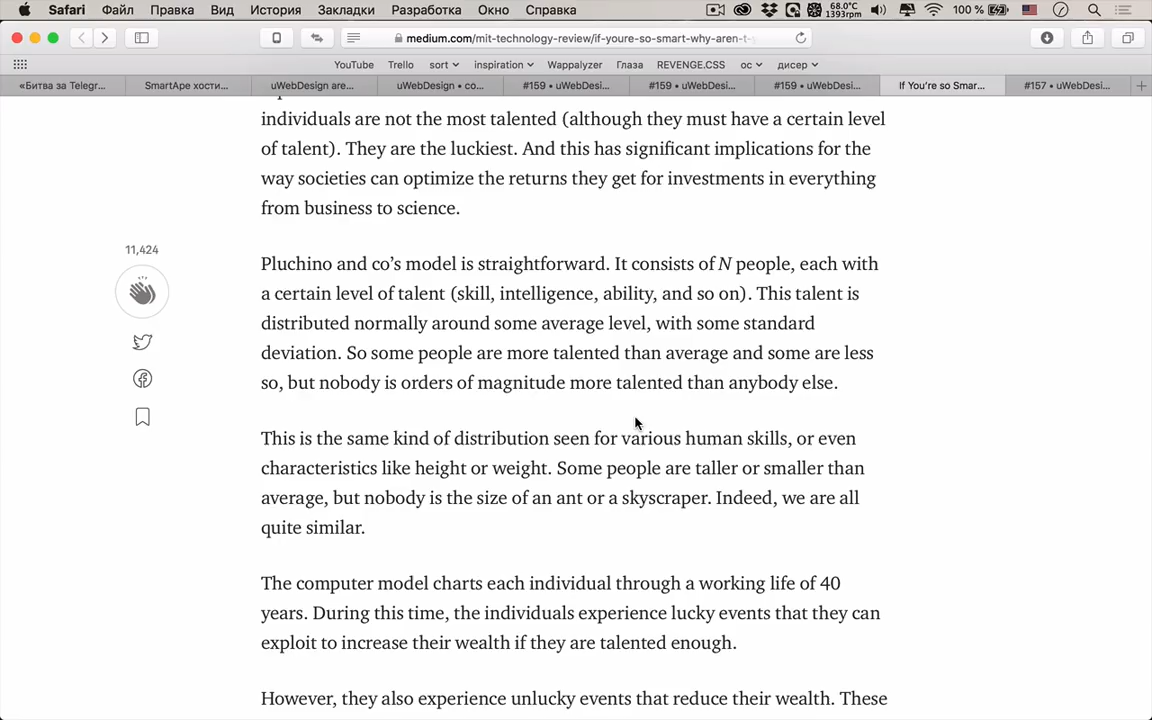 Safari Файл Правка Вид История Закладки Разработка Окно Справка 68.0°C 1393rpm 100 %
medium.com/mit-technology-review/if-youre-so-smart-why-aren-t-
YouTube Trello sort inspiration Wappalyzer Глаза REVENGE.CSS ос дисер
«Битва за Telegr... SmartApe хости... uWebDesign are... uWebDesign • co... #159 • uWebDesi... #159 • uWebDesi... #159 • uWebDesi... If You're so Smar... #157 • uWebDesi...
individuals are not the most talented (although they must have a certain level
of talent). They are the luckiest. And this has significant implications for the
way societies can optimize the returns they get for investments in everything
from business to science.
11,424
Pluchino and co's model is straightforward. It consists of N people, each with
a certain level of talent (skill, intelligence, ability, and so on). This talent is
distributed normally around some average level, with some standard
deviation. So some people are more talented than average and some are less
so, but nobody is orders of magnitude more talented than anybody else.
This is the same kind of distribution seen for various human skills, or even
characteristics like height or weight. Some people are taller or smaller than
average, but nobody is the size of an ant or a skyscraper. Indeed, we are all
quite similar.
The computer model charts each individual through a working life of 40
years. During this time, the individuals experience lucky events that they can
exploit to increase their wealth if they are talented enough.
However, they also experience unlucky events that reduce their wealth. These